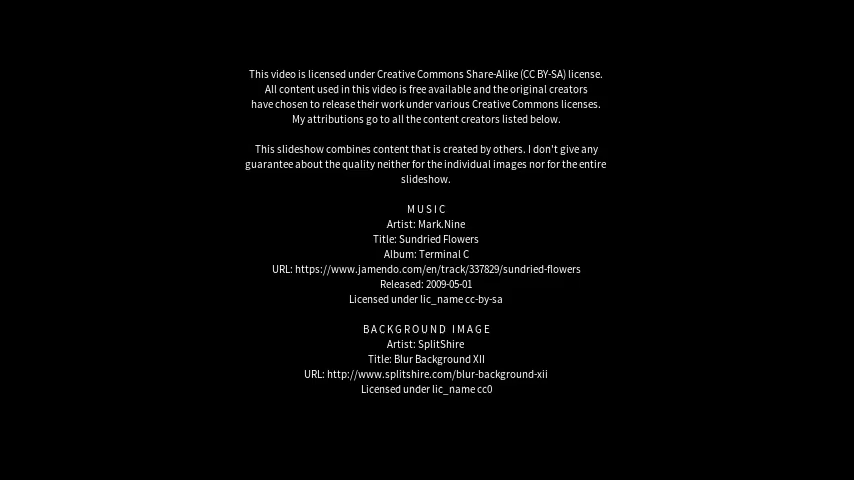 This video is licensed under Creative Commons Share-Alike (CC BY-SA) license.
All content used in this video is free available and the original creators
have chosen to release their work under various Creative Commons licenses.
My attributions go to all the content creators listed below.
This slideshow combines content that is created by others. I don't give any
guarantee about the quality neither for the individual images nor for the entire
slideshow.
MUSIC
Artist: Mark.Nine
Title: Sundried Flowers
Album: Terminal C
URL: https://www.jamendo.com/en/track/337829/sundried-flowers
Released: 2009-05-01
Licensed under lic_name cc-by-sa
BACKGROUND IMAGE
Artist: SplitShire
Title: Blur Background XII
URL: http://www.splitshire.com/blur-background-xii
Licensed under lic_name cc0